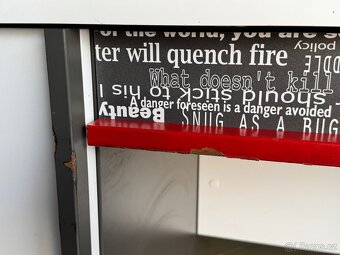 of the world, you are s
policy
ter will quench fire
What doesn't kill
should stick to his l
A danger foreseen is a danger avoided
Beauty
SNUG AS A BUG